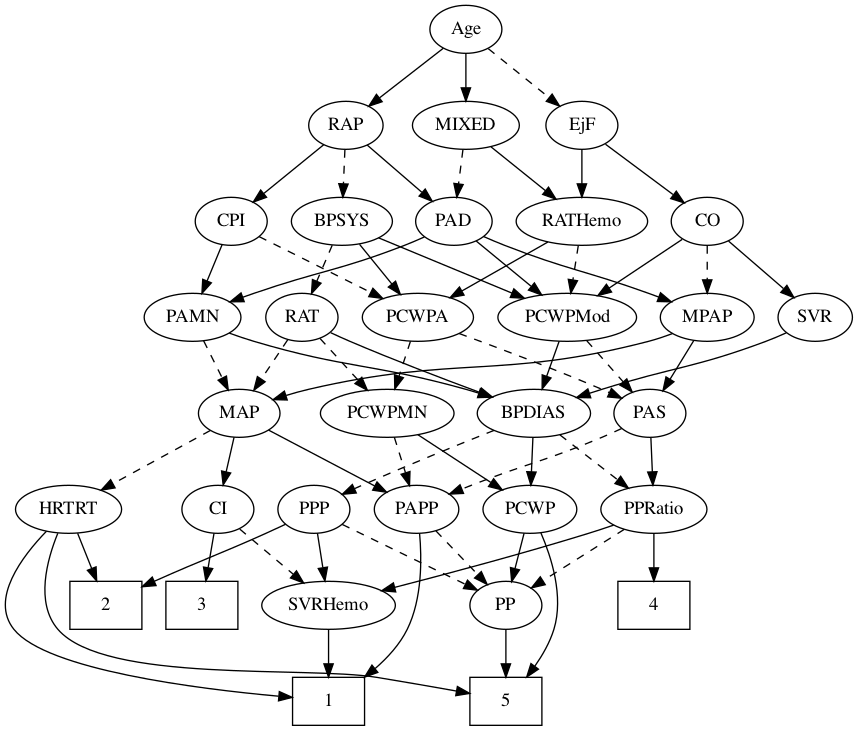 Age
RAP MIXED EjF
CPI BPSYS PAD RATHemo CO
PAMN RAT PCWPA PCWPMod MPAP SVR
MAP PCWPMN BPDIAS PAS
HRTRT CI PPP PAPP PCWP PPRatio
2 3 SVRHemo PP 4
1 5